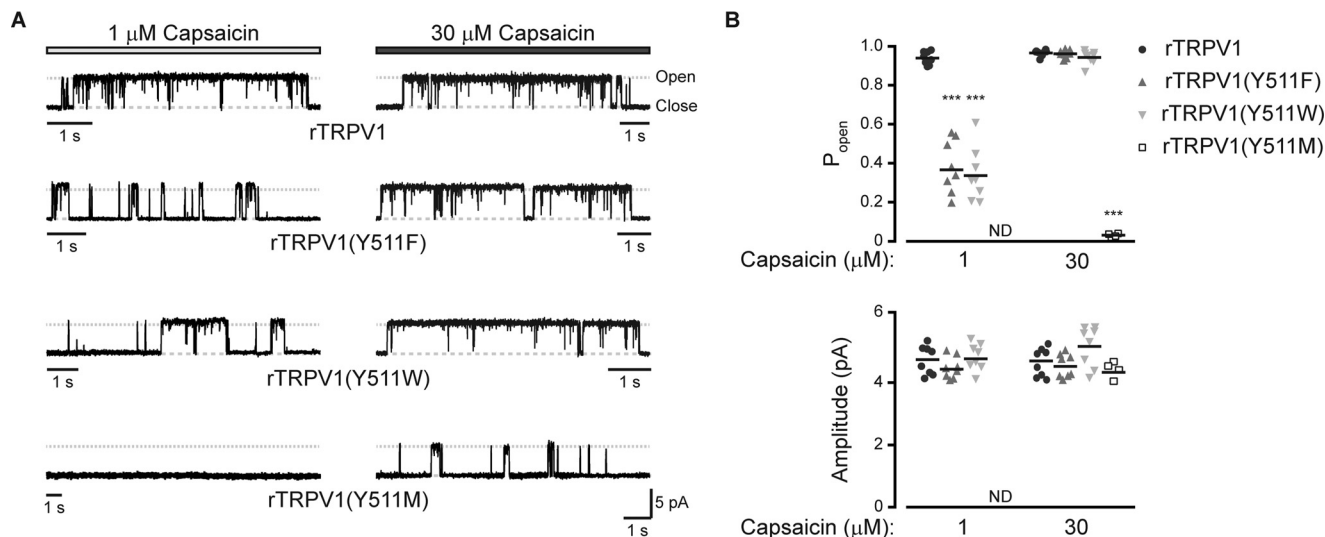 A
1 µM Capsaicin
30 µM Capsaicin
Open
Close
1 s
1 s
rTRPV1
1 s
1 s
rTRPV1(Y511F)
1 s
1 s
rTRPV1(Y511W)
1 s
5 pA
1 s
rTRPV1(Y511M)
B
1.0
0.8
0.6
0.4
0.2
0
Popen
*** ***
***
ND
Capsaicin (µM): 1 30
rTRPV1
rTRPV1(Y511F)
rTRPV1(Y511W)
rTRPV1(Y511M)
6
4
2
0
Amplitude (pA)
ND
Capsaicin (µM): 1 30